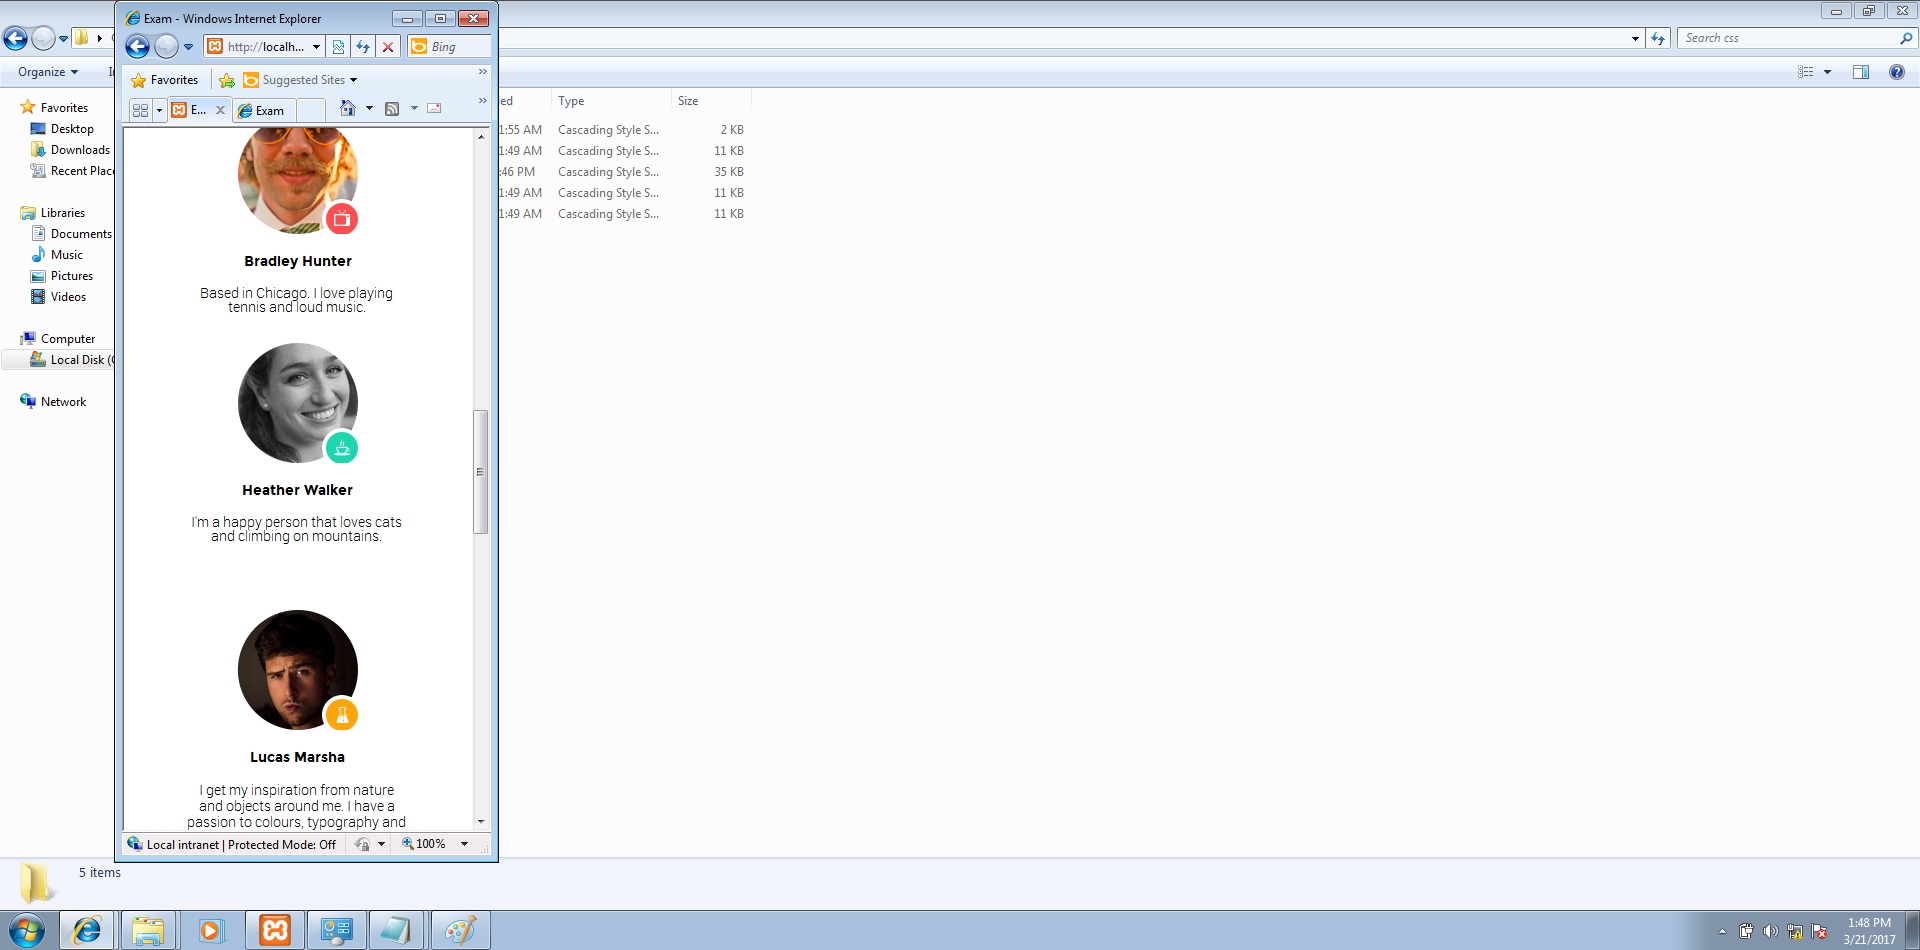 Exam - Windows Internet Explorer
http://localh...
Bing
Search css
Organize
Favorites
Suggested Sites
E...
Exam
Favorites
Desktop
Downloads
Recent Plac
Libraries
Documents
Music
Pictures
Videos
Computer
Local Disk (
Network
Type
Size
1:55 AM Cascading Style S... 2 KB
1:49 AM Cascading Style S... 11 KB
:46 PM Cascading Style S... 35 KB
1:49 AM Cascading Style S... 11 KB
1:49 AM Cascading Style S... 11 KB
Bradley Hunter
Based in Chicago. I love playing
tennis and loud music.
Heather Walker
I'm a happy person that loves cats
and climbing on mountains.
Lucas Marsha
I get my inspiration from nature
and objects around me. I have a
passion to colours, typography and
Local intranet | Protected Mode: Off
100%
5 items
1:48 PM
3/21/2017